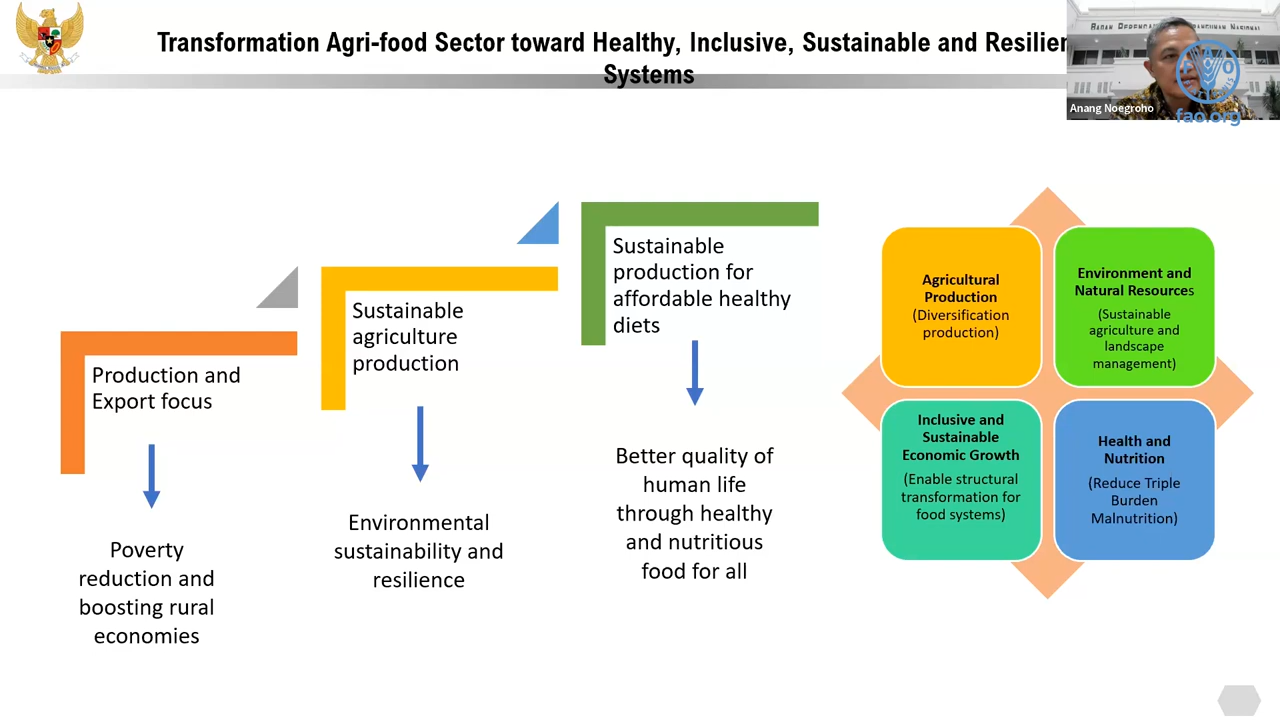 Transformation Agri-food Sector toward Healthy, Inclusive, Sustainable and Resilien
Systems
Anang Noegroho
FAO
fao.org
Production and
Export focus
Poverty
reduction and
boosting rural
economies
Sustainable
agriculture
production
Environmental
sustainability and
resilience
Sustainable
production for
affordable healthy
diets
Better quality of
human life
through healthy
and nutritious
food for all
Agricultural
Production
(Diversification
production)
Environment and
Natural Resources
(Sustainable
agriculture and
landscape
management)
Inclusive and
Sustainable
Economic Growth
(Enable structural
transformation for
food systems)
Health and
Nutrition
(Reduce Triple
Burden
Malnutrition)